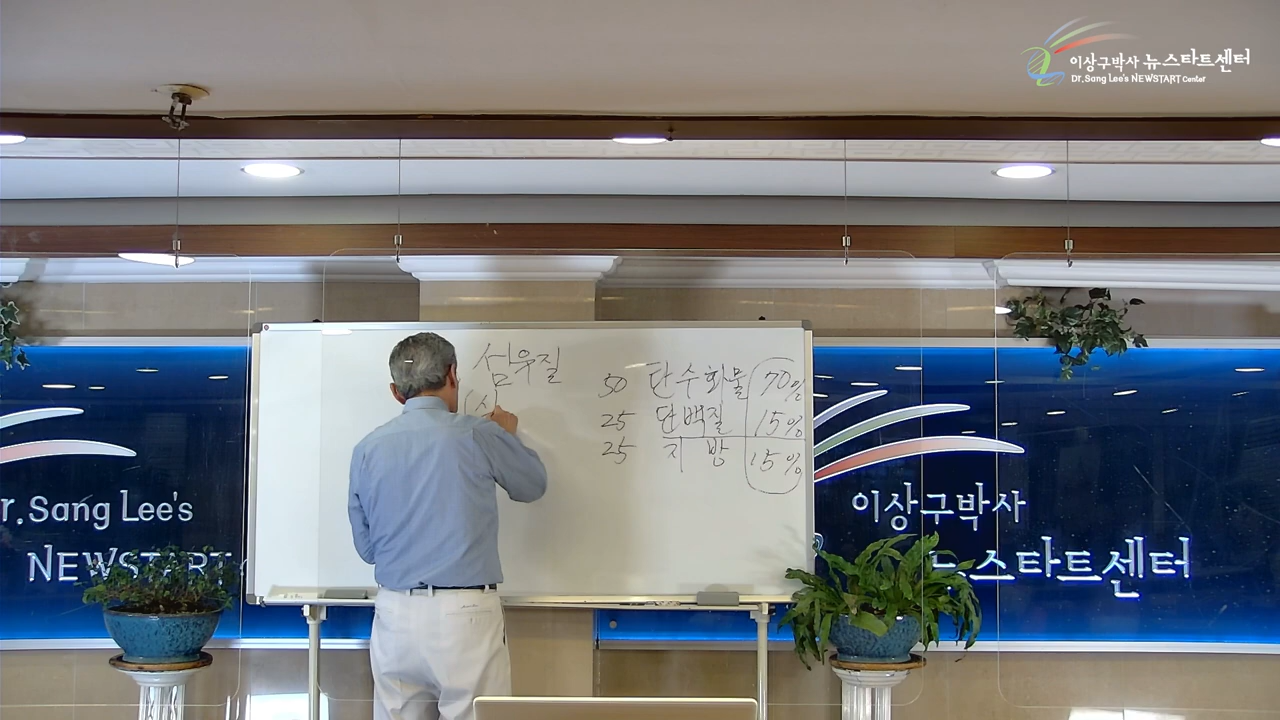 이상구박사 뉴스타트센터
Dr. Sang Lee's NEWSTART Center
섬유질
50 단수화물 70%
25 단백질 15%
25 지방 15%
r. Sang Lee's
NEWSTART
이상구박사
뉴스타트센터